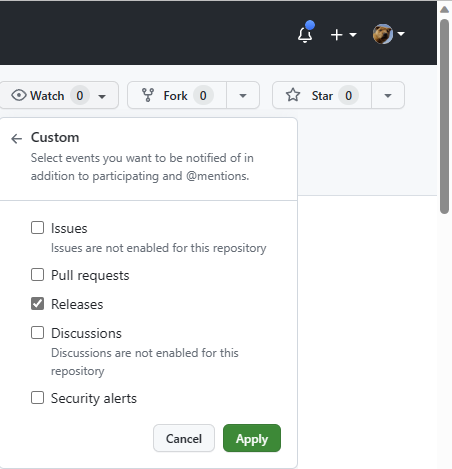 Watch 0 Fork 0 Star 0
Custom
Select events you want to be notified of in
addition to participating and @mentions.
Issues
Issues are not enabled for this repository
Pull requests
Releases
Discussions
Discussions are not enabled for this
repository
Security alerts
Cancel Apply